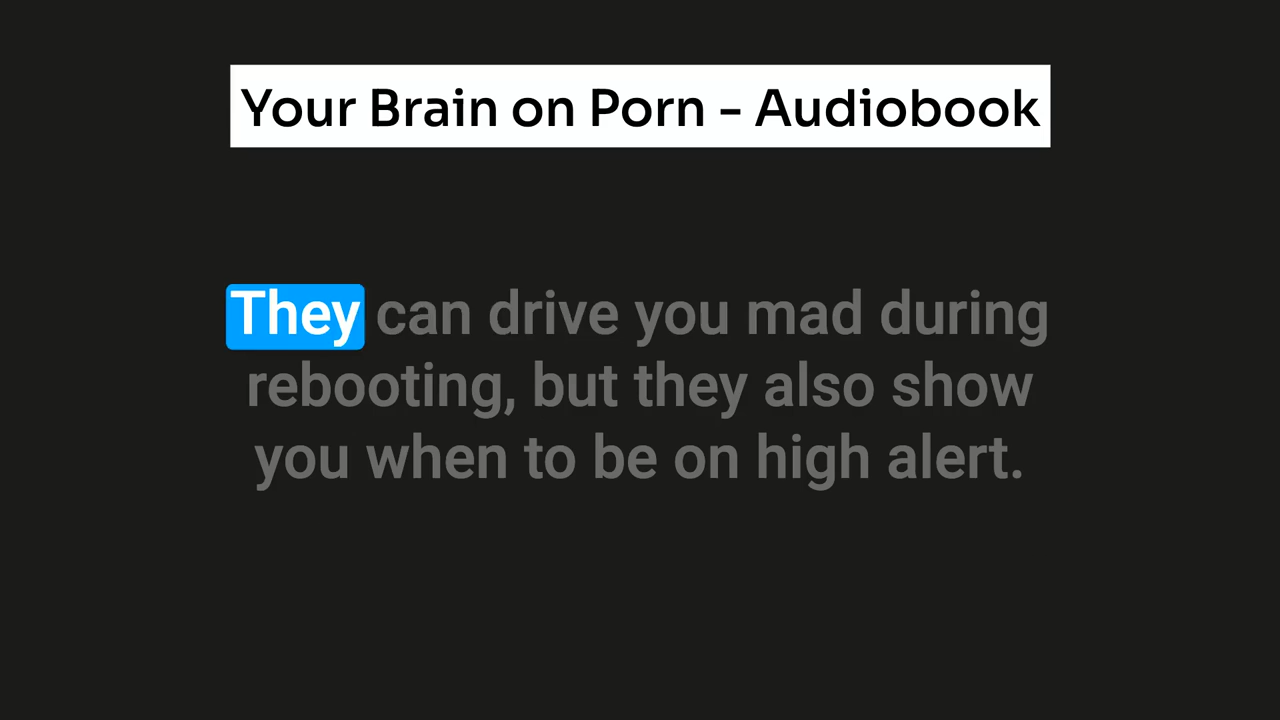 Your Brain on Porn - Audiobook
They can drive you mad during
rebooting, but they also show
you when to be on high alert.